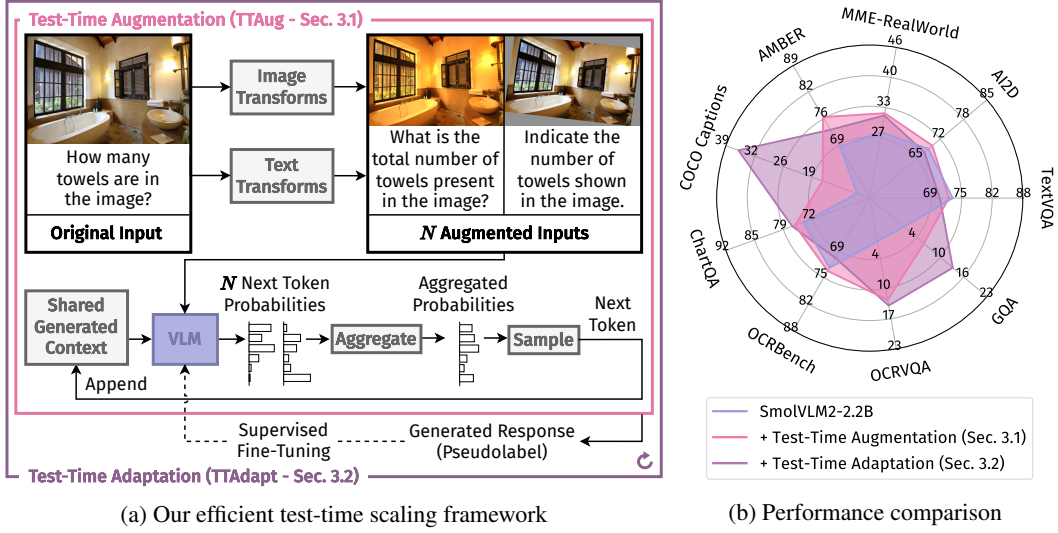 Test-Time Augmentation (TTAug - Sec. 3.1)
Image
Transforms
Text
Transforms
How many
towels are in
the image?
Original Input
What is the
total number of
towels present
in the image?
Indicate the
number of
towels shown
in the image.
N Augmented Inputs
Shared
Generated
Context
VLM
N Next Token
Probabilities
Aggregate
Aggregated
Probabilities
Sample
Next
Token
Append
Supervised
Fine-Tuning
Generated Response
(Pseudolabel)
Test-Time Adaptation (TTAdapt - Sec. 3.2)
(a) Our efficient test-time scaling framework
MME-RealWorld
46
40
33
27
AI2D
85
78
72
65
TextVQA
88
82
75
69
GQA
23
16
10
4
OCRVQA
23
17
10
4
OCRBench
88
82
75
69
ChartQA
92
85
79
72
COCO Captions
39
32
26
19
AMBER
89
82
76
69
SmolVLM2-2.2B
+ Test-Time Augmentation (Sec. 3.1)
+ Test-Time Adaptation (Sec. 3.2)
(b) Performance comparison